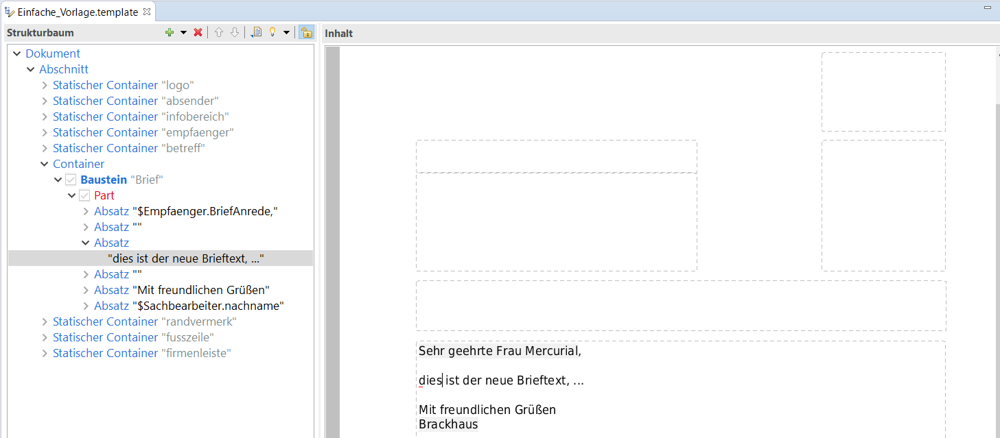 Einfache_Vorlage.template
Strukturbaum
Inhalt
Dokument
Abschnitt
Statischer Container "logo"
Statischer Container "absender"
Statischer Container "infobereich"
Statischer Container "empfaenger"
Statischer Container "betreff"
Container
Baustein "Brief"
Part
Absatz "$Empfaenger.BriefAnrede,"
Absatz ""
Absatz
"dies ist der neue Brieftext, ..."
Absatz ""
Absatz "Mit freundlichen Grüßen"
Absatz "$Sachbearbeiter.nachname"
Statischer Container "randvermerk"
Statischer Container "fusszeile"
Statischer Container "firmenleiste"
Sehr geehrte Frau Mercurial,
dies ist der neue Brieftext, ...
Mit freundlichen Grüßen
Brackhaus